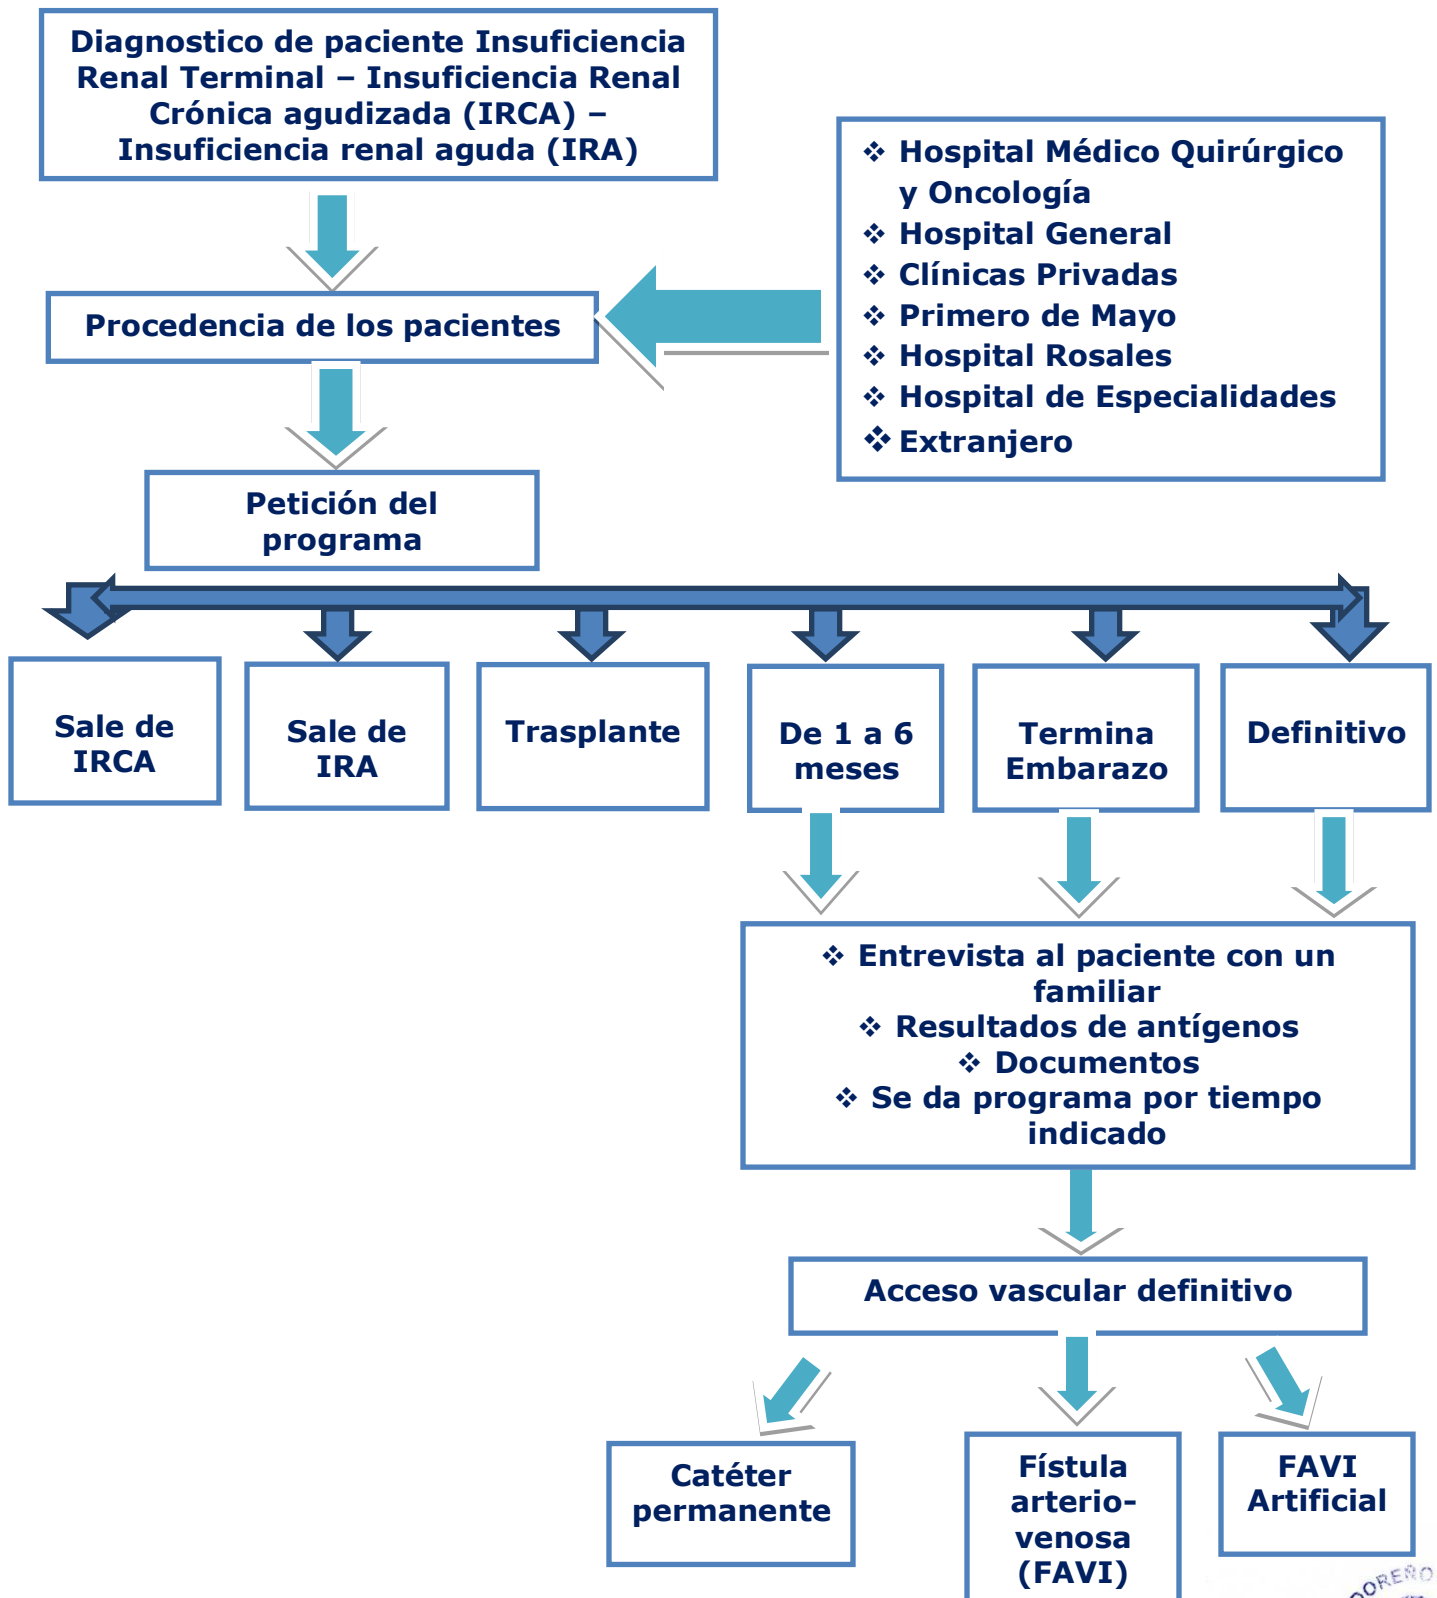 Diagnostico de paciente Insuficiencia
Renal Terminal – Insuficiencia Renal
Crónica agudizada (IRCA) –
Insuficiencia renal aguda (IRA)
❖ Hospital Médico Quirúrgico
y Oncología
❖ Hospital General
❖ Clínicas Privadas
❖ Primero de Mayo
❖ Hospital Rosales
❖ Hospital de Especialidades
❖ Extranjero
Procedencia de los pacientes
Petición del
programa
Sale de
IRCA
Sale de
IRA
Trasplante
De 1 a 6
meses
Termina
Embarazo
Definitivo
❖ Entrevista al paciente con un
familiar
❖ Resultados de antígenos
❖ Documentos
❖ Se da programa por tiempo
indicado
Acceso vascular definitivo
Catéter
permanente
Fístula
arterio-
venosa
(FAVI)
FAVI
Artificial